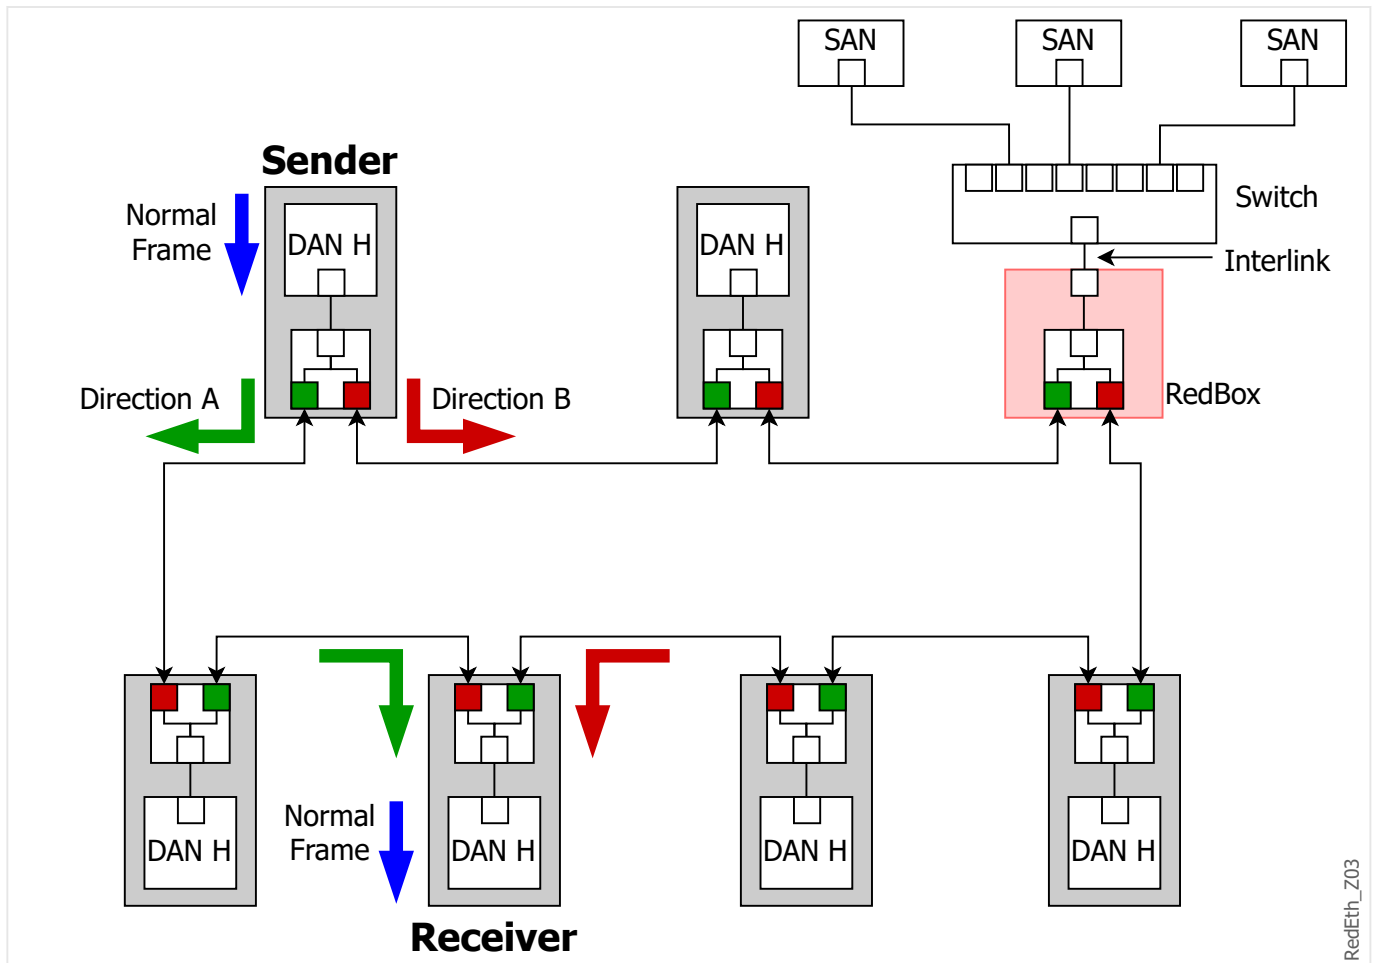 SAN
SAN
SAN
Sender
Normal
Frame
DAN H
DAN H
Switch
Interlink
Direction A
Direction B
RedBox
Normal
Frame
DAN H
DAN H
DAN H
DAN H
Receiver
RedEth_Z03